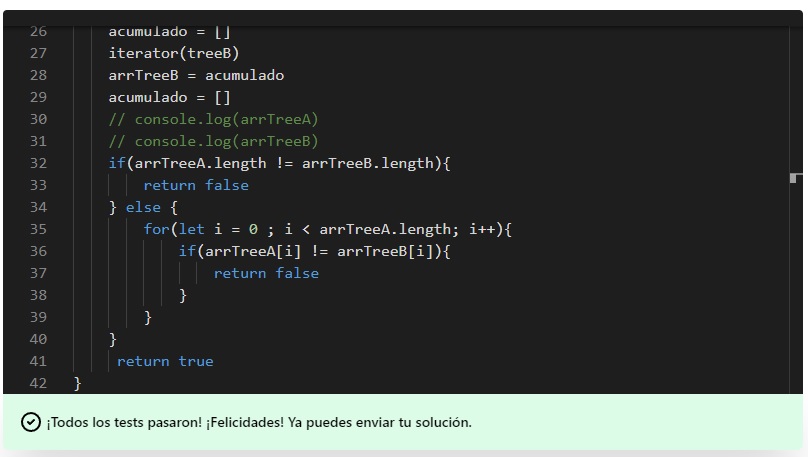 26 acumulado = []
27 iterator(treeB)
28 arrTreeB = acumulado
29 acumulado = []
30 // console.log(arrTreeA)
31 // console.log(arrTreeB)
32 if(arrTreeA.length != arrTreeB.length){
33 return false
34 } else {
35 for(let i = 0 ; i < arrTreeA.length; i++){
36 if(arrTreeA[i] != arrTreeB[i]){
37 return false
38 }
39 }
40 }
41 return true
42 }
¡Todos los tests pasaron! ¡Felicidades! Ya puedes enviar tu solución.